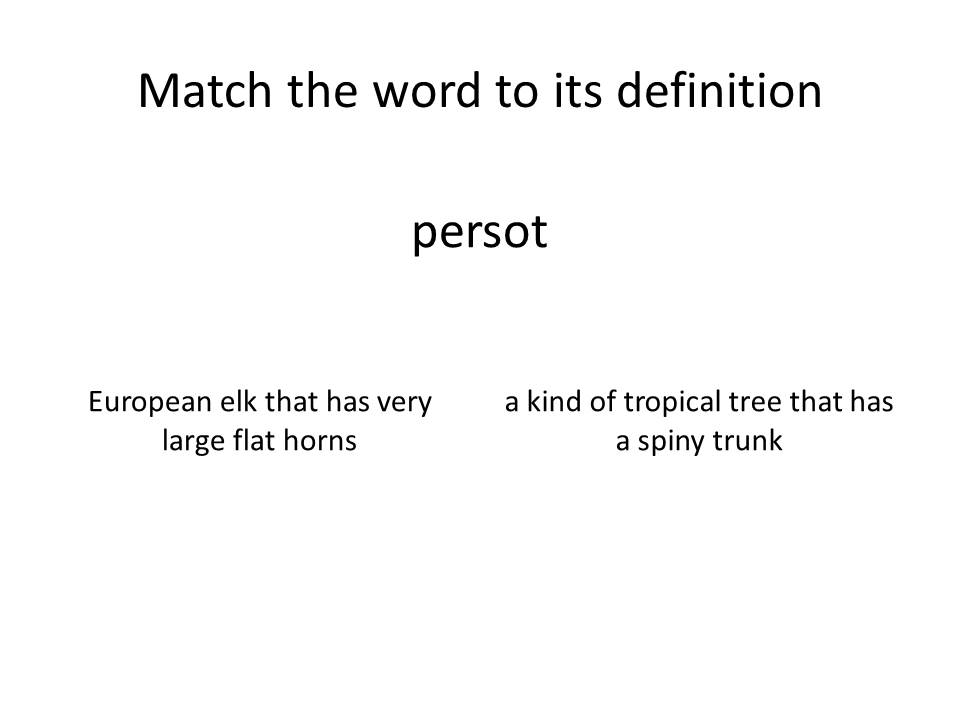 Match the word to its definition
persot
European elk that has very
large flat horns
a kind of tropical tree that has
a spiny trunk